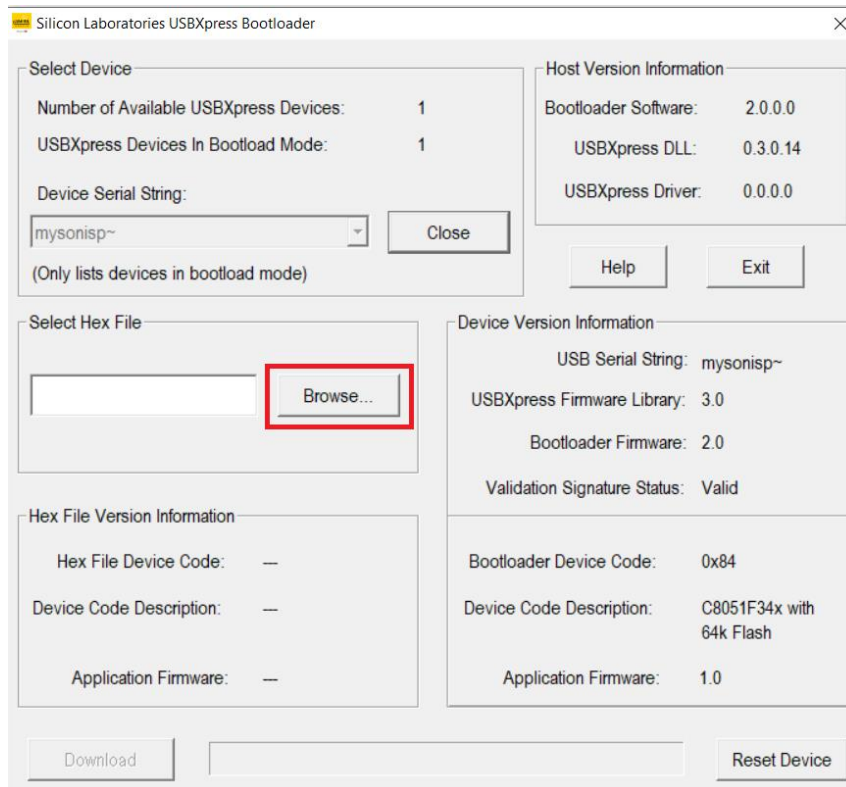 Silicon Laboratories USBXpress Bootloader
Select Device
Number of Available USBXpress Devices: 1
USBXpress Devices In Bootload Mode: 1
Device Serial String:
mysonisp~
Close
(Only lists devices in bootload mode)
Host Version Information
Bootloader Software: 2.0.0.0
USBXpress DLL: 0.3.0.14
USBXpress Driver: 0.0.0.0
Help
Exit
Select Hex File
Browse...
Device Version Information
USB Serial String: mysonisp~
USBXpress Firmware Library: 3.0
Bootloader Firmware: 2.0
Validation Signature Status: Valid
Hex File Version Information
Hex File Device Code: ---
Device Code Description: ---
Application Firmware: ---
Bootloader Device Code: 0x84
Device Code Description: C8051F34x with
64k Flash
Application Firmware: 1.0
Download
Reset Device